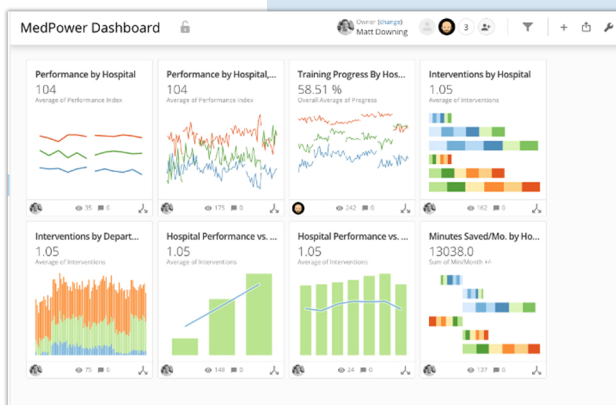 MedPower Dashboard
Owner (change)
Matt Downing
3
Performance by Hospital
104
Average of Performance Index
35 0
Performance by Hospital,...
104
Average of Performance Index
175 0
Training Progress By Hos...
58.51 %
Overall Average of Progress
242 0
Interventions by Hospital
1.05
Average of Interventions
162 0
Interventions by Depart...
1.05
Average of Interventions
75 0
Hospital Performance vs. ...
1.05
Average of Interventions
148 0
Hospital Performance vs. ...
1.05
Average of Interventions
24 0
Minutes Saved/Mo. by Ho...
13038.0
Sum of Min/Month +/-
137 0